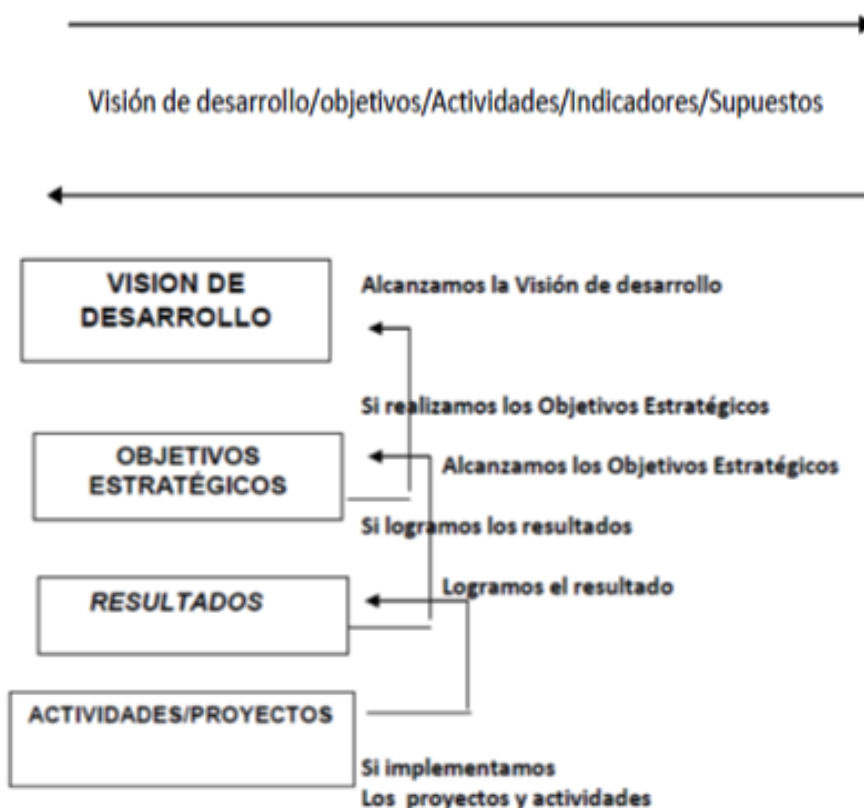 Visión de desarrollo/objetivos/Actividades/Indicadores/Supuestos
VISION DE
DESARROLLO
Alcanzamos la Visión de desarrollo
Si realizamos los Objetivos Estratégicos
OBJETIVOS
ESTRATÉGICOS
Alcanzamos los Objetivos Estratégicos
Si logramos los resultados
RESULTADOS
Logramos el resultado
ACTIVIDADES/PROYECTOS
Si implementamos
Los proyectos y actividades